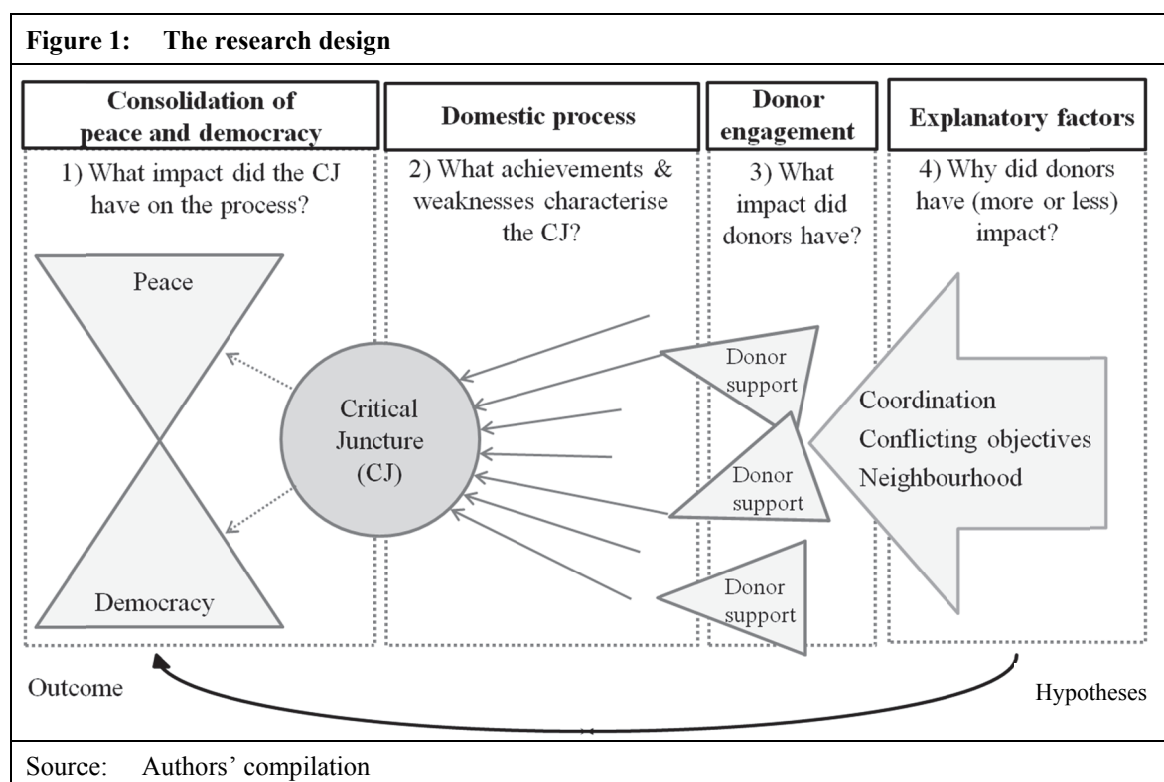 Figure 1: The research design
Consolidation of
peace and democracy
Domestic process
Donor
engagement
Explanatory factors
1) What impact did the CJ
have on the process?
2) What achievements &
weaknesses characterise
the CJ?
3) What
impact did
donors have?
4) Why did donors
have (more or less)
impact?
Peace
Democracy
Critical
Juncture
(CJ)
Donor
support
Donor
support
Donor
support
Coordination
Conflicting objectives
Neighbourhood
Outcome
Hypotheses
Source: Authors’ compilation